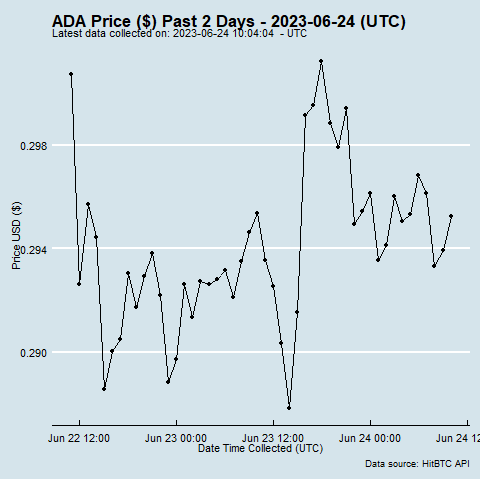 ADA Price ($) Past 2 Days - 2023-06-24 (UTC)
Latest data collected on: 2023-06-24 10:04:04  - UTC
0.298
0.294
0.290
Price USD ($)
Jun 22 12:00 Jun 23 00:00 Jun 23 12:00 Jun 24 00:00 Jun 24 12
Date Time Collected (UTC)
Data source: HitBTC API